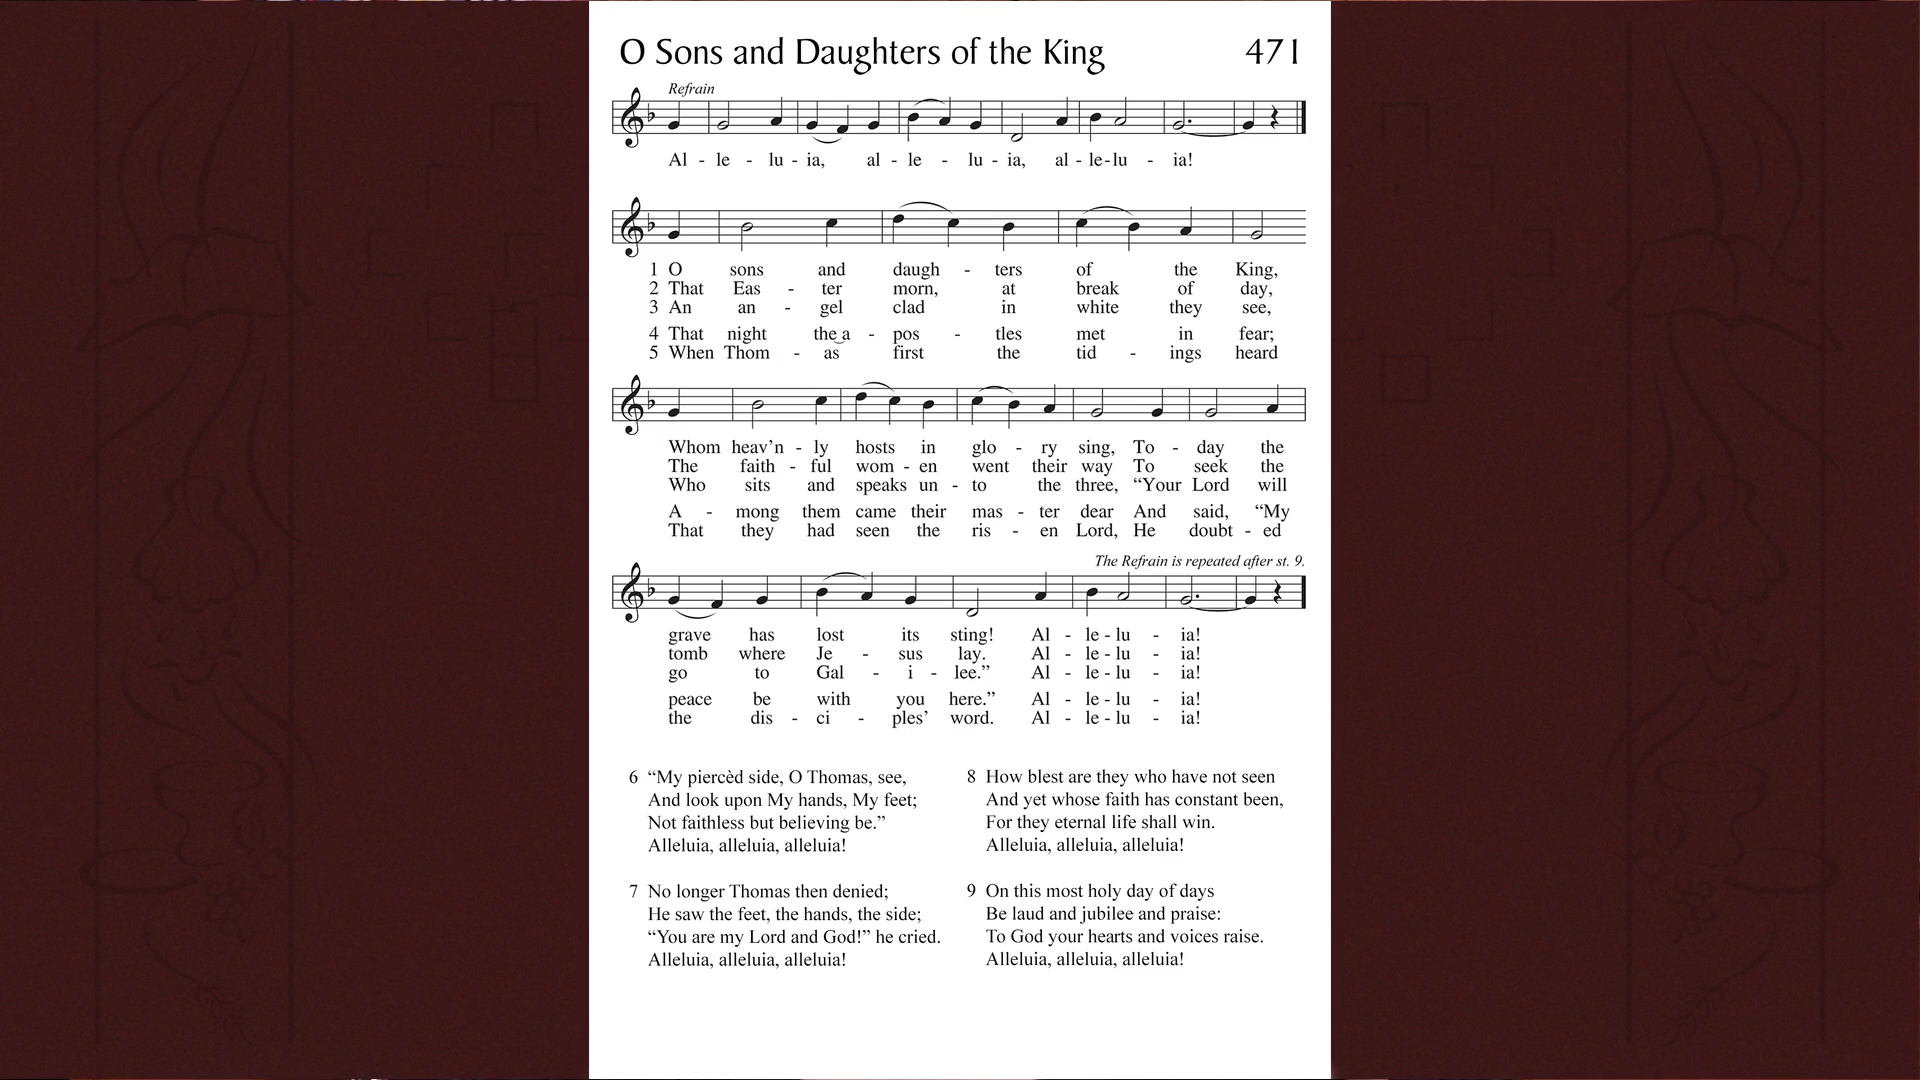 O Sons and Daughters of the King 471
Refrain
Al - le - lu - ia, al - le - lu - ia, al - le - lu - ia!
1 O sons and daugh - ters of the King,
2 That Eas - ter morn, at break of day,
3 An an - gel clad in white they see,
4 That night the a - pos - tles met in fear;
5 When Thom - as first the tid - ings heard
Whom heav'n - ly hosts in glo - ry sing, To - day the
The faith - ful wom - en went their way To seek the
Who sits and speaks un - to the three, “Your Lord will
A - mong them came their mas - ter dear And said, “My
That they had seen the ris - en Lord, He doubt - ed
The Refrain is repeated after st. 9.
grave has lost its sting! Al - le - lu - ia!
tomb where Je - sus lay. Al - le - lu - ia!
go to Gal - i - lee.” Al - le - lu - ia!
peace be with you here.” Al - le - lu - ia!
the dis - ci - ples’ word. Al - le - lu - ia!
6 “My piercèd side, O Thomas, see,
And look upon My hands, My feet;
Not faithless but believing be.”
Alleluia, alleluia, alleluia!
7 No longer Thomas then denied;
He saw the feet, the hands, the side;
“You are my Lord and God!” he cried.
Alleluia, alleluia, alleluia!
8 How blest are they who have not seen
And yet whose faith has constant been,
For they eternal life shall win.
Alleluia, alleluia, alleluia!
9 On this most holy day of days
Be laud and jubilee and praise:
To God your hearts and voices raise.
Alleluia, alleluia, alleluia!